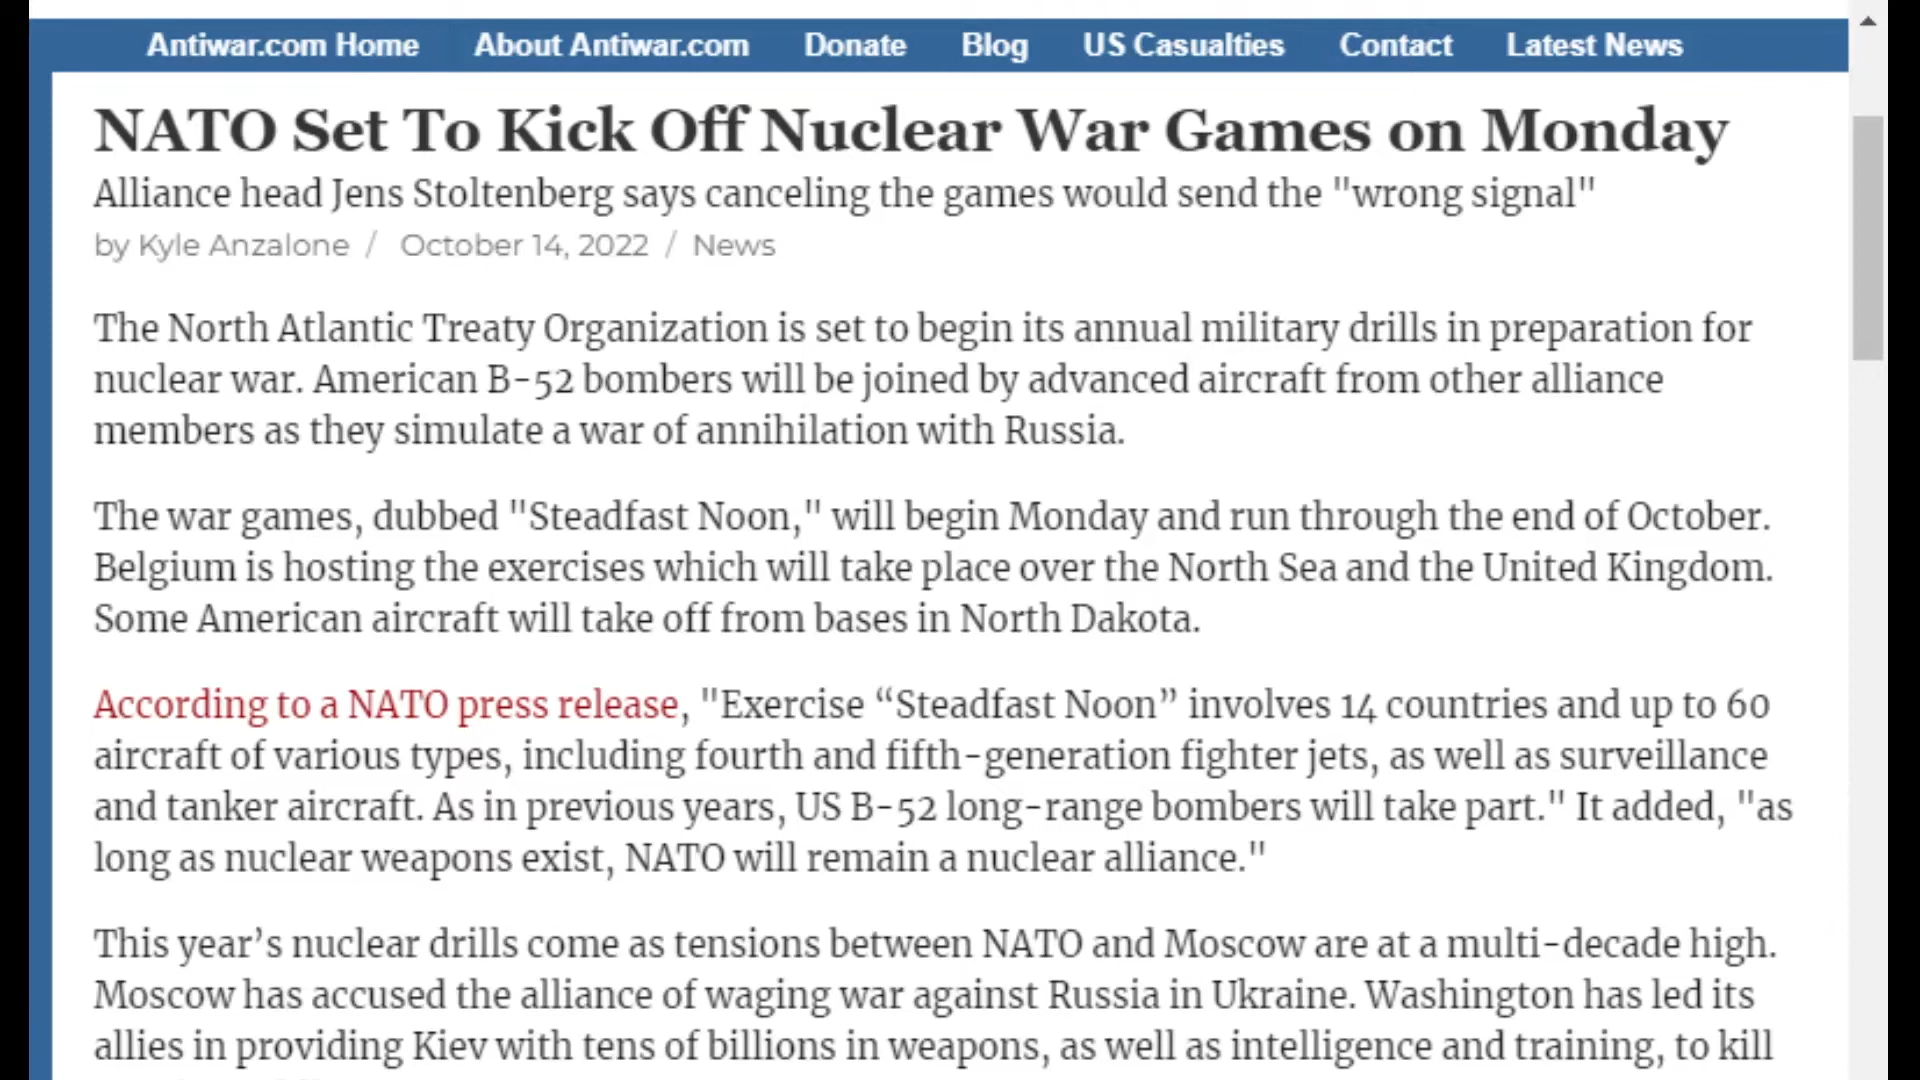 Antiwar.com Home About Antiwar.com Donate Blog US Casualties Contact Latest News
NATO Set To Kick Off Nuclear War Games on Monday
Alliance head Jens Stoltenberg says canceling the games would send the "wrong signal"
by Kyle Anzalone / October 14, 2022 / News
The North Atlantic Treaty Organization is set to begin its annual military drills in preparation for
nuclear war. American B-52 bombers will be joined by advanced aircraft from other alliance
members as they simulate a war of annihilation with Russia.
The war games, dubbed "Steadfast Noon," will begin Monday and run through the end of October.
Belgium is hosting the exercises which will take place over the North Sea and the United Kingdom.
Some American aircraft will take off from bases in North Dakota.
According to a NATO press release, "Exercise “Steadfast Noon” involves 14 countries and up to 60
aircraft of various types, including fourth and fifth-generation fighter jets, as well as surveillance
and tanker aircraft. As in previous years, US B-52 long-range bombers will take part." It added, "as
long as nuclear weapons exist, NATO will remain a nuclear alliance."
This year’s nuclear drills come as tensions between NATO and Moscow are at a multi-decade high.
Moscow has accused the alliance of waging war against Russia in Ukraine. Washington has led its
allies in providing Kiev with tens of billions in weapons, as well as intelligence and training, to kill